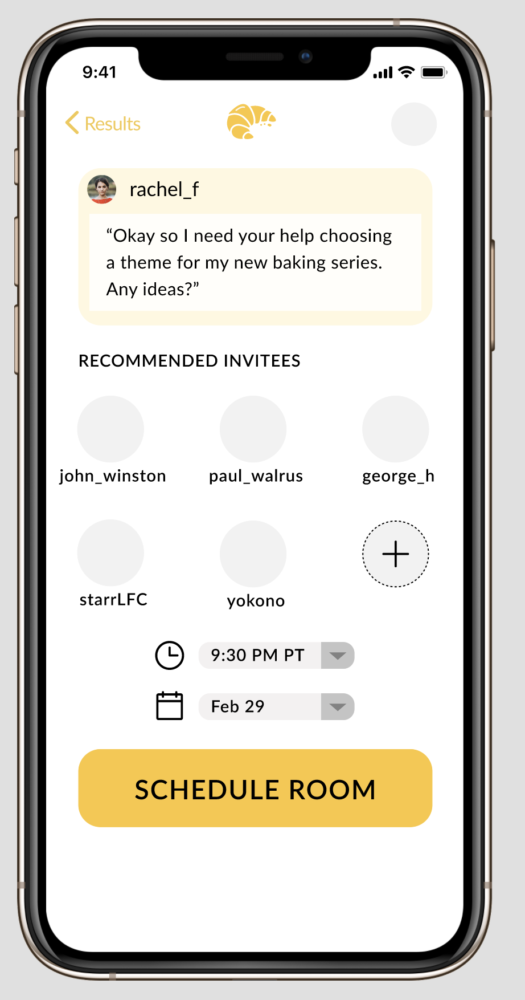 9:41
Results
rachel_f
“Okay so I need your help choosing
a theme for my new baking series.
Any ideas?”
RECOMMENDED INVITEES
john_winston paul_walrus george_h
starrLFC yokono
9:30 PM PT
Feb 29
SCHEDULE ROOM